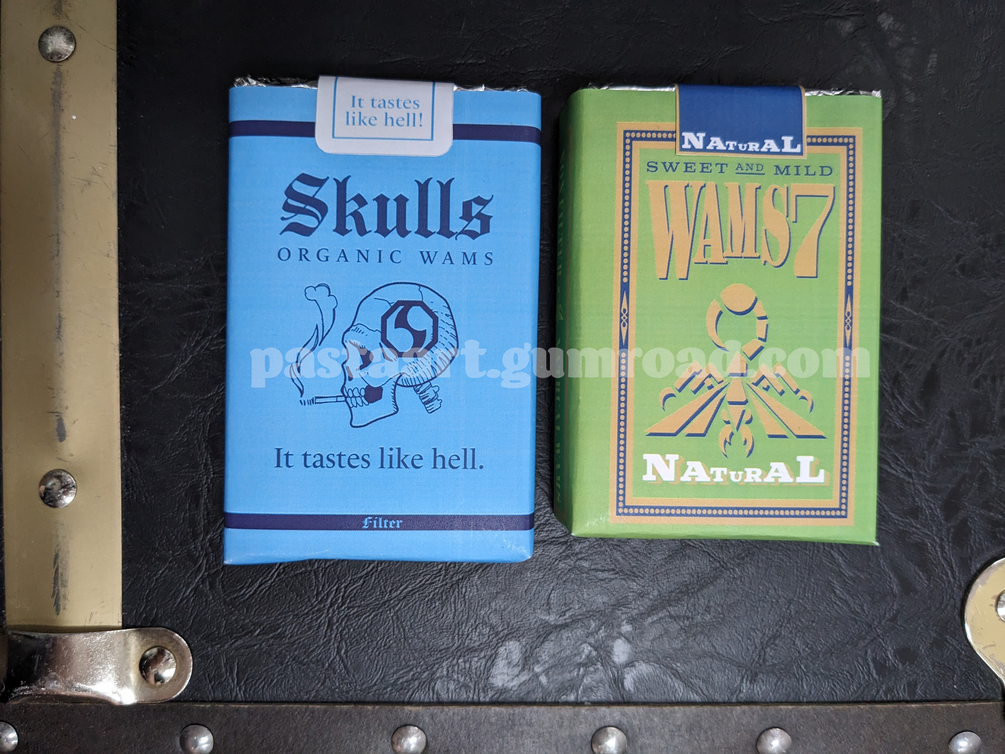 It tastes
like hell!
Skulls
ORGANIC WAMS
It tastes like hell.
Filter
NATURAL
SWEET AND MILD
WAMS7
NATURAL
pastasart.gumroad.com